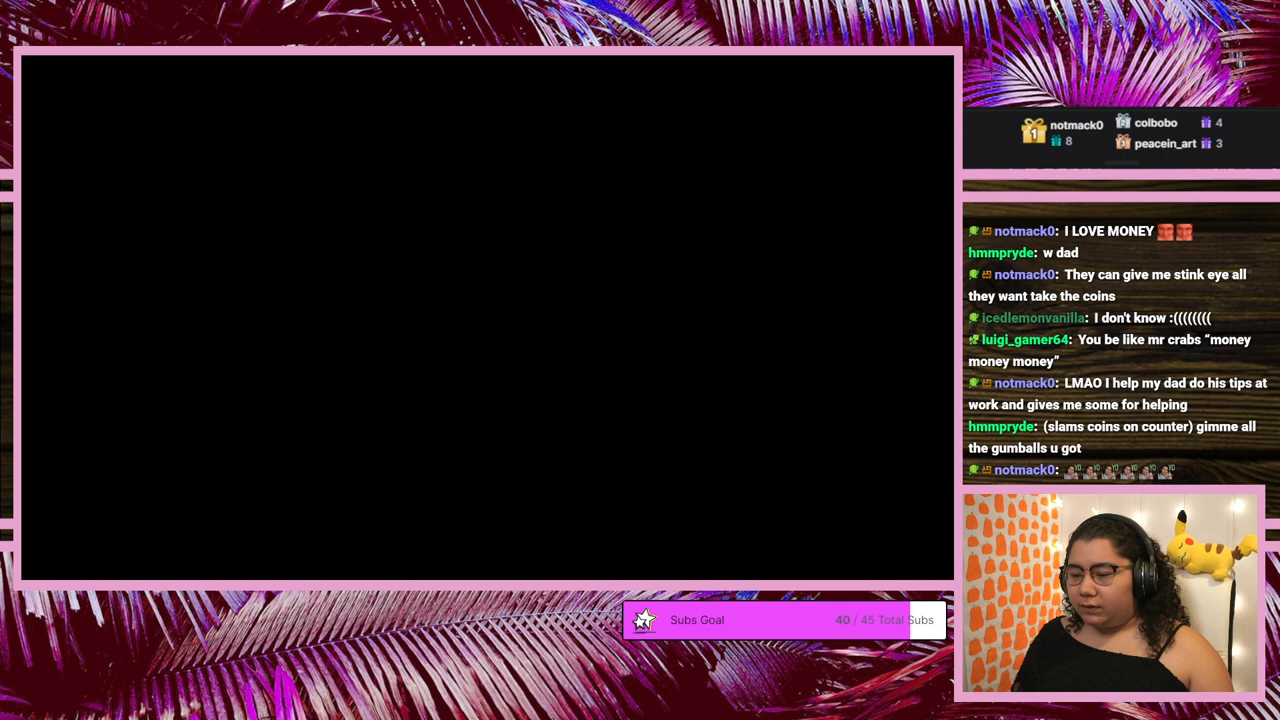 notmack0
8
colbobo 4
peacein_art 3
notmack0: I LOVE MONEY
hmmpryde: w dad
notmack0: They can give me stink eye all
they want take the coins
icedlemonvanilla: I don't know :((((((((
luigi_gamer64: You be like mr crabs “money
money money”
notmack0: LMAO I help my dad do his tips at
work and gives me some for helping
hmmpryde: (slams coins on counter) gimme all
the gumballs u got
notmack0:
Subs Goal 40 / 45 Total Subs